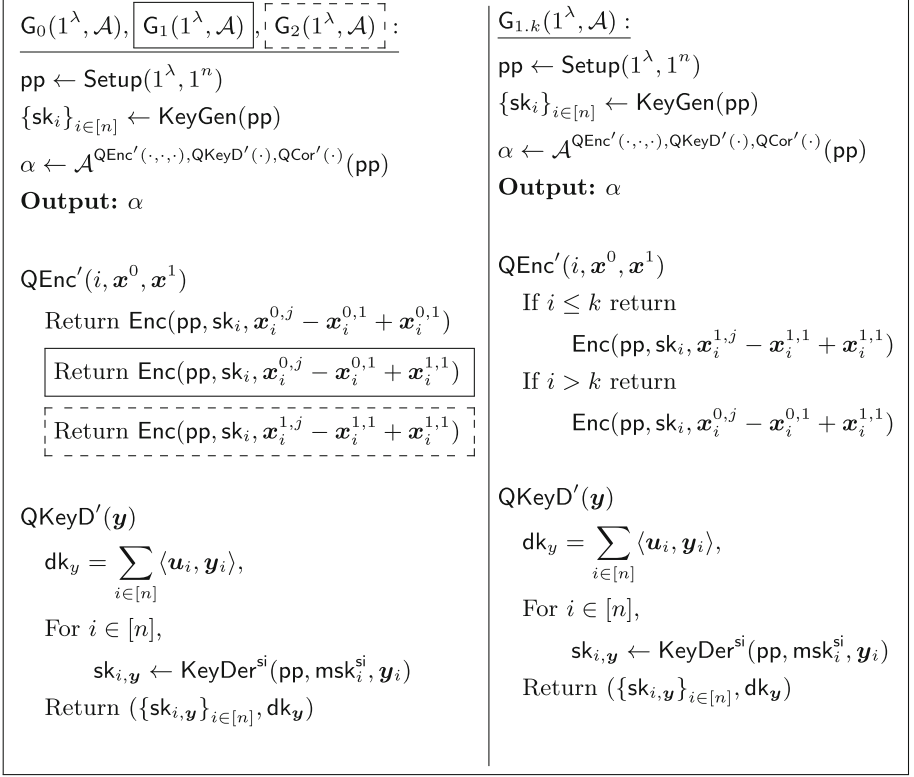 G₀(1^λ, 𝒜), G₁(1^λ, 𝒜), G₂(1^λ, 𝒜) :
pp ← Setup(1^λ, 1^n)
{sk_i}_{i∈[n]} ← KeyGen(pp)
α ← 𝒜^{QEnc′(·,·,·),QKeyD′(·),QCor′(·)}(pp)
Output: α
QEnc′(i, x^0, x^1)
Return Enc(pp, sk_i, x_i^{0,j} − x_i^{0,1} + x_i^{0,1})
Return Enc(pp, sk_i, x_i^{0,j} − x_i^{0,1} + x_i^{1,1})
Return Enc(pp, sk_i, x_i^{1,j} − x_i^{1,1} + x_i^{1,1})
QKeyD′(y)
dk_y = ∑_{i∈[n]} ⟨u_i, y_i⟩,
For i ∈ [n],
sk_{i,y} ← KeyDer^{si}(pp, msk_i^{si}, y_i)
Return ({sk_{i,y}}_{i∈[n]}, dk_y)
G_{1.k}(1^λ, 𝒜) :
pp ← Setup(1^λ, 1^n)
{sk_i}_{i∈[n]} ← KeyGen(pp)
α ← 𝒜^{QEnc′(·,·,·),QKeyD′(·),QCor′(·)}(pp)
Output: α
QEnc′(i, x^0, x^1)
If i ≤ k return
Enc(pp, sk_i, x_i^{1,j} − x_i^{1,1} + x_i^{1,1})
If i > k return
Enc(pp, sk_i, x_i^{0,j} − x_i^{0,1} + x_i^{1,1})
QKeyD′(y)
dk_y = ∑_{i∈[n]} ⟨u_i, y_i⟩,
For i ∈ [n],
sk_{i,y} ← KeyDer^{si}(pp, msk_i^{si}, y_i)
Return ({sk_{i,y}}_{i∈[n]}, dk_y)